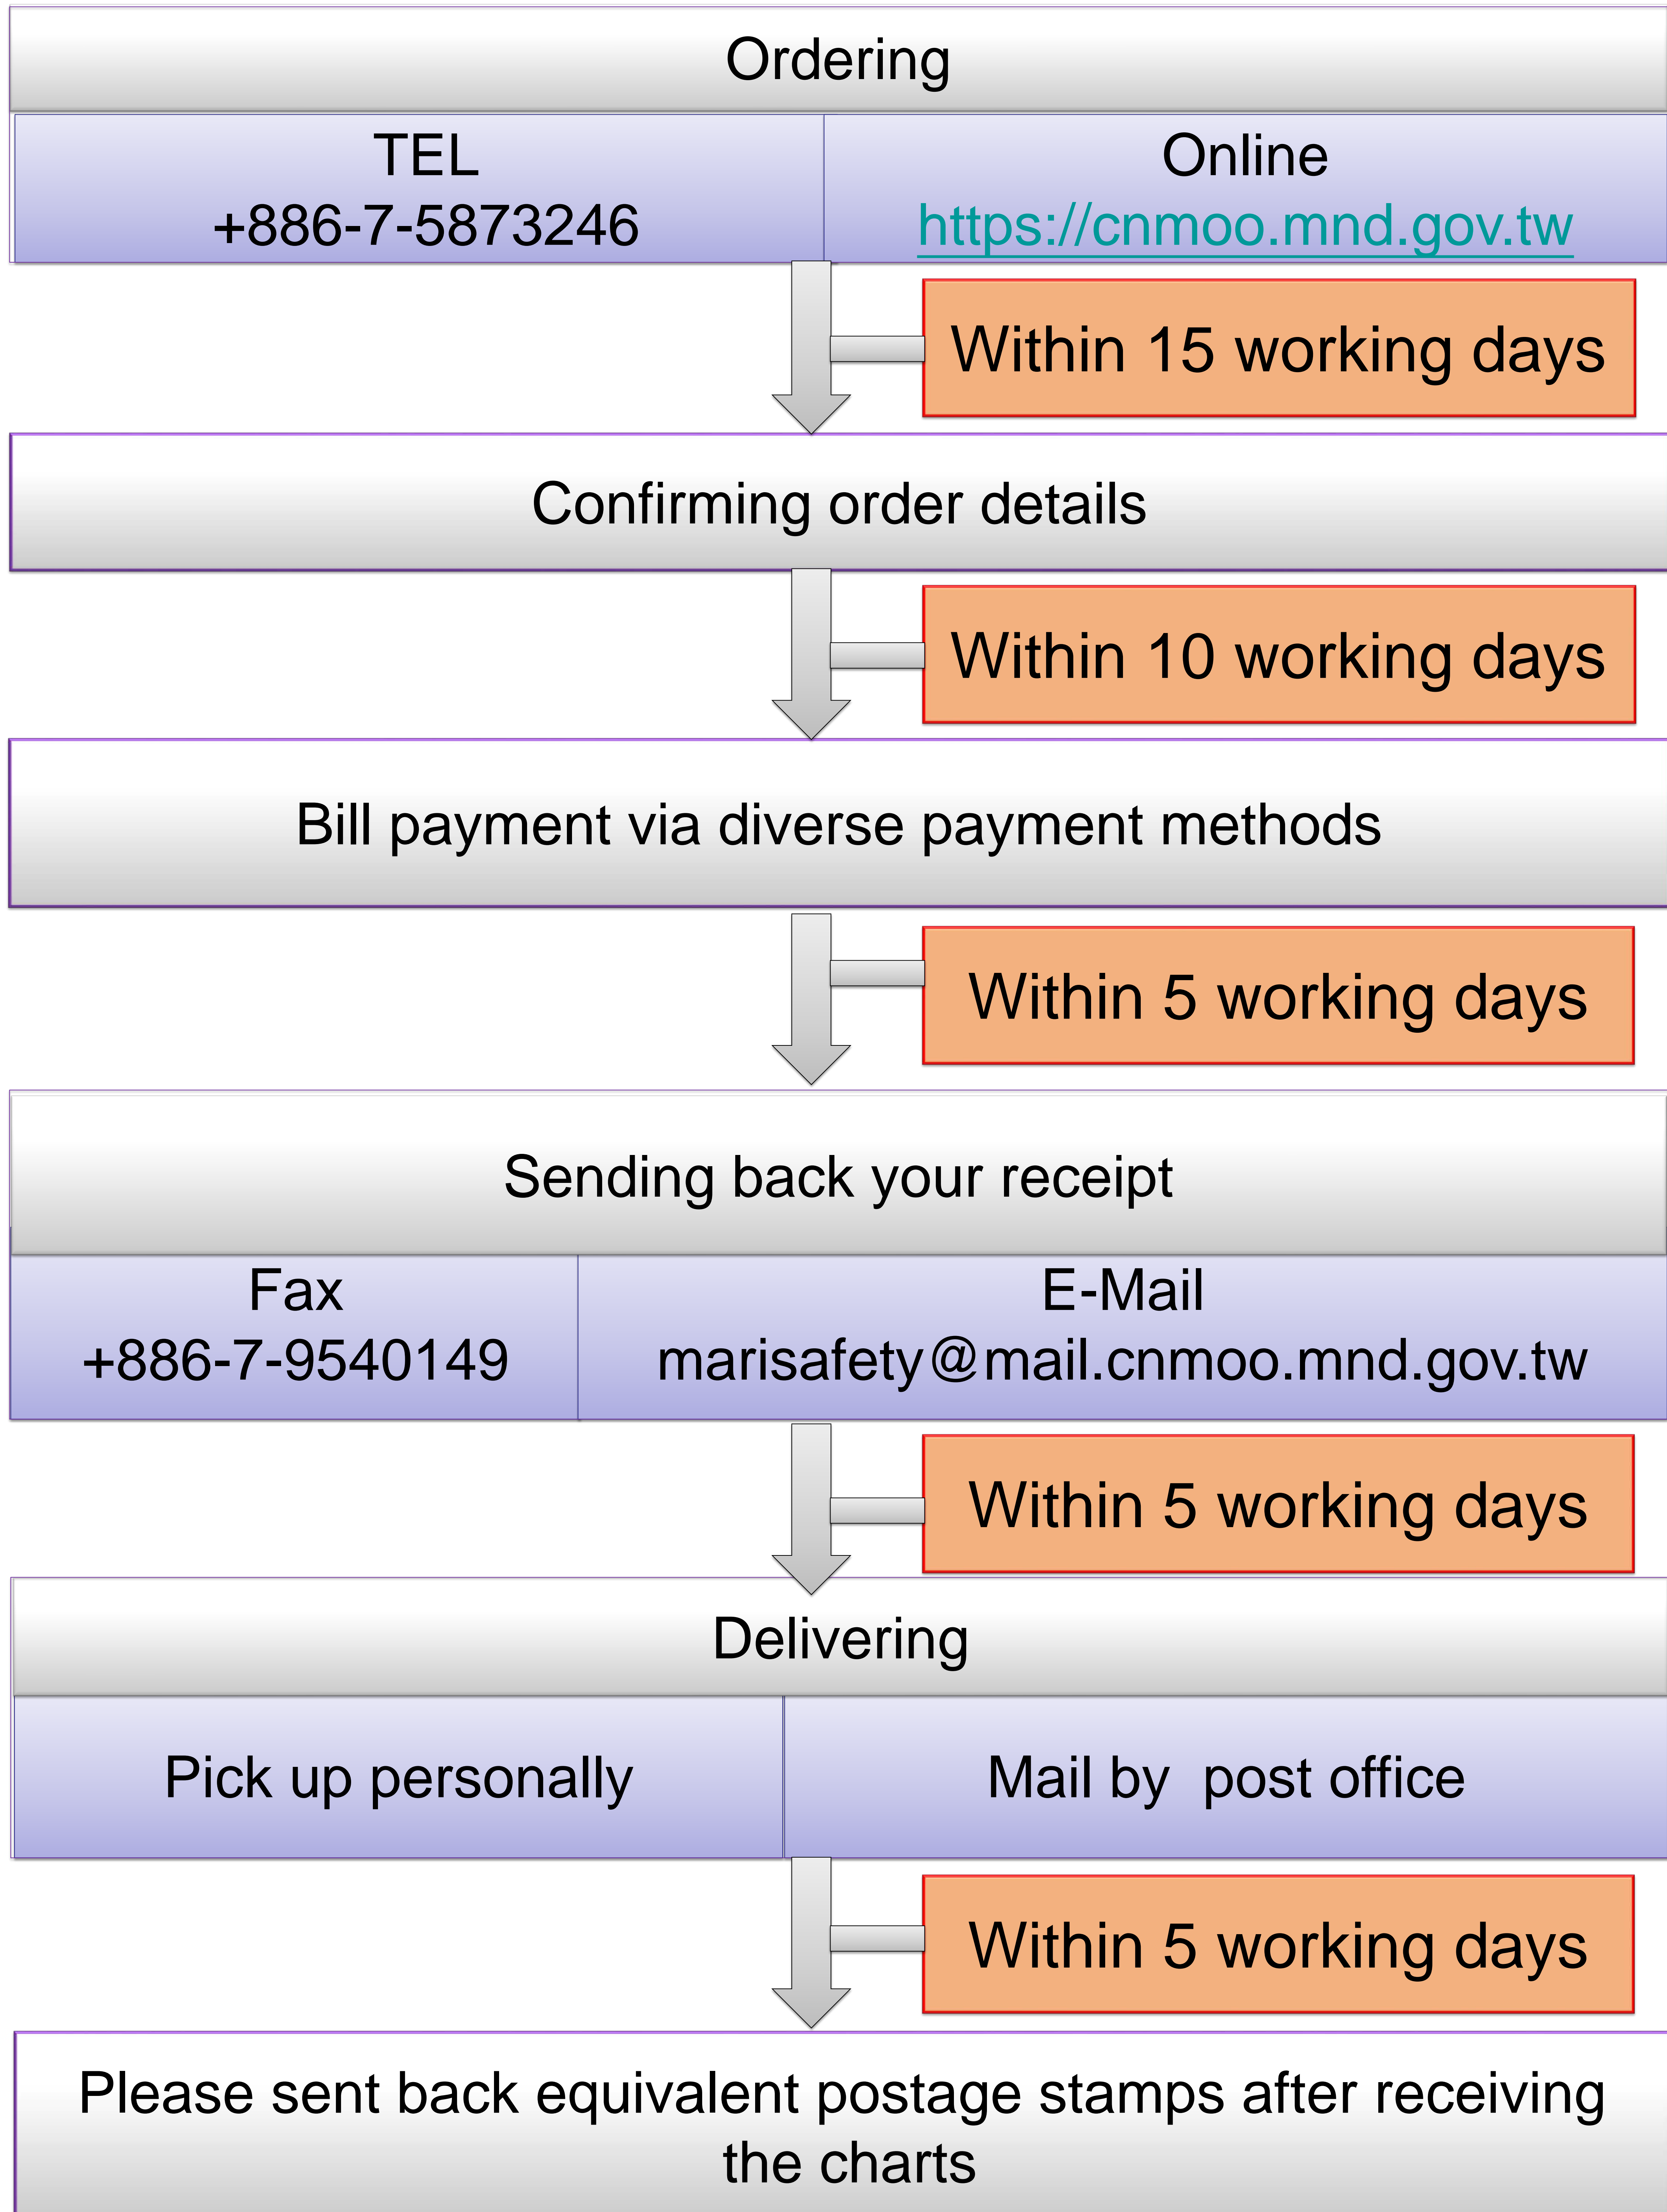 Ordering
TEL
+886-7-5873246
Online
https://cnmoo.mnd.gov.tw
Within 15 working days
Confirming order details
Within 10 working days
Bill payment via diverse payment methods
Within 5 working days
Sending back your receipt
Fax
+886-7-9540149
E-Mail
marisafety@mail.cnmoo.mnd.gov.tw
Within 5 working days
Delivering
Pick up personally
Mail by  post office
Within 5 working days
Please sent back equivalent postage stamps after receiving
the charts